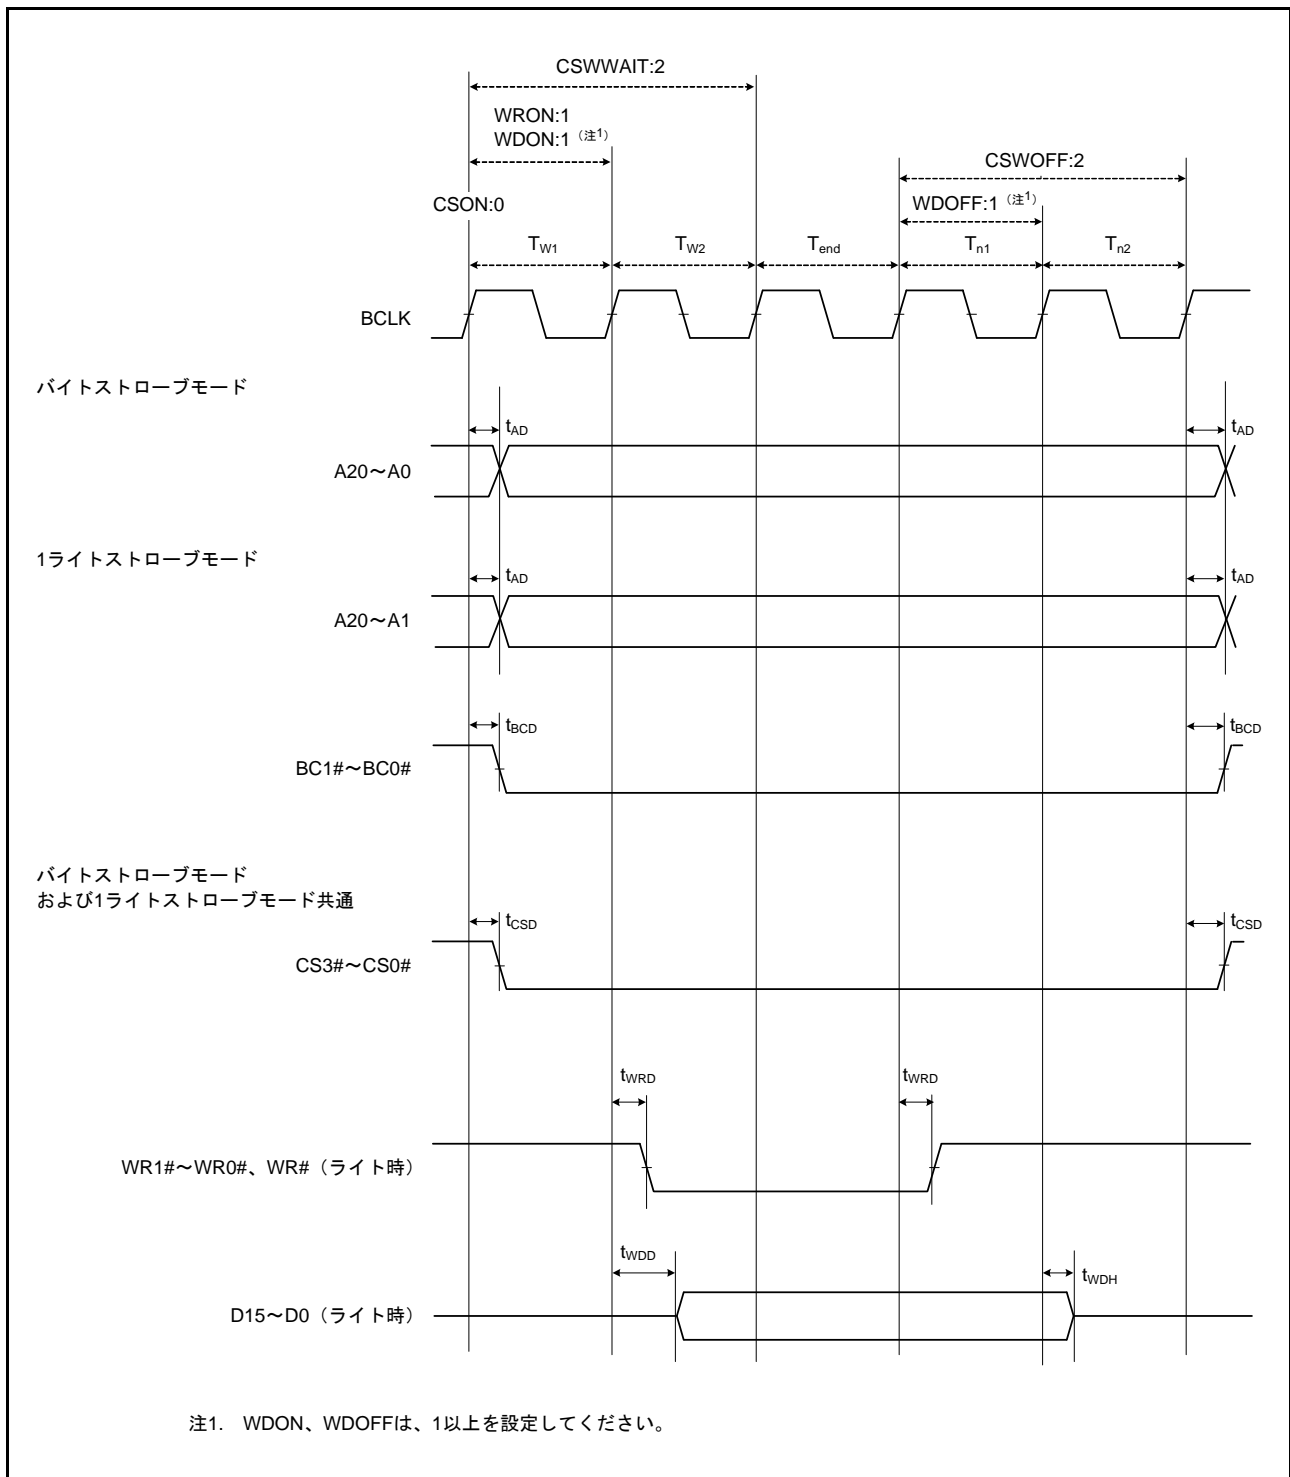 CSWWAIT:2
WRON:1
WDON:1（注1）
CSWOFF:2
WDOFF:1（注1）
CSON:0
TW1 TW2 Tend Tn1 Tn2
BCLK
バイトストローブモード
tAD tAD
A20～A0
1ライトストローブモード
tAD tAD
A20～A1
tBCD tBCD
BC1#～BC0#
バイトストローブモード
および1ライトストローブモード共通
tCSD tCSD
CS3#～CS0#
tWRD tWRD
WR1#～WR0#、WR#（ライト時）
tWDD tWDH
D15～D0（ライト時）
注1. WDON、WDOFFは、1以上を設定してください。